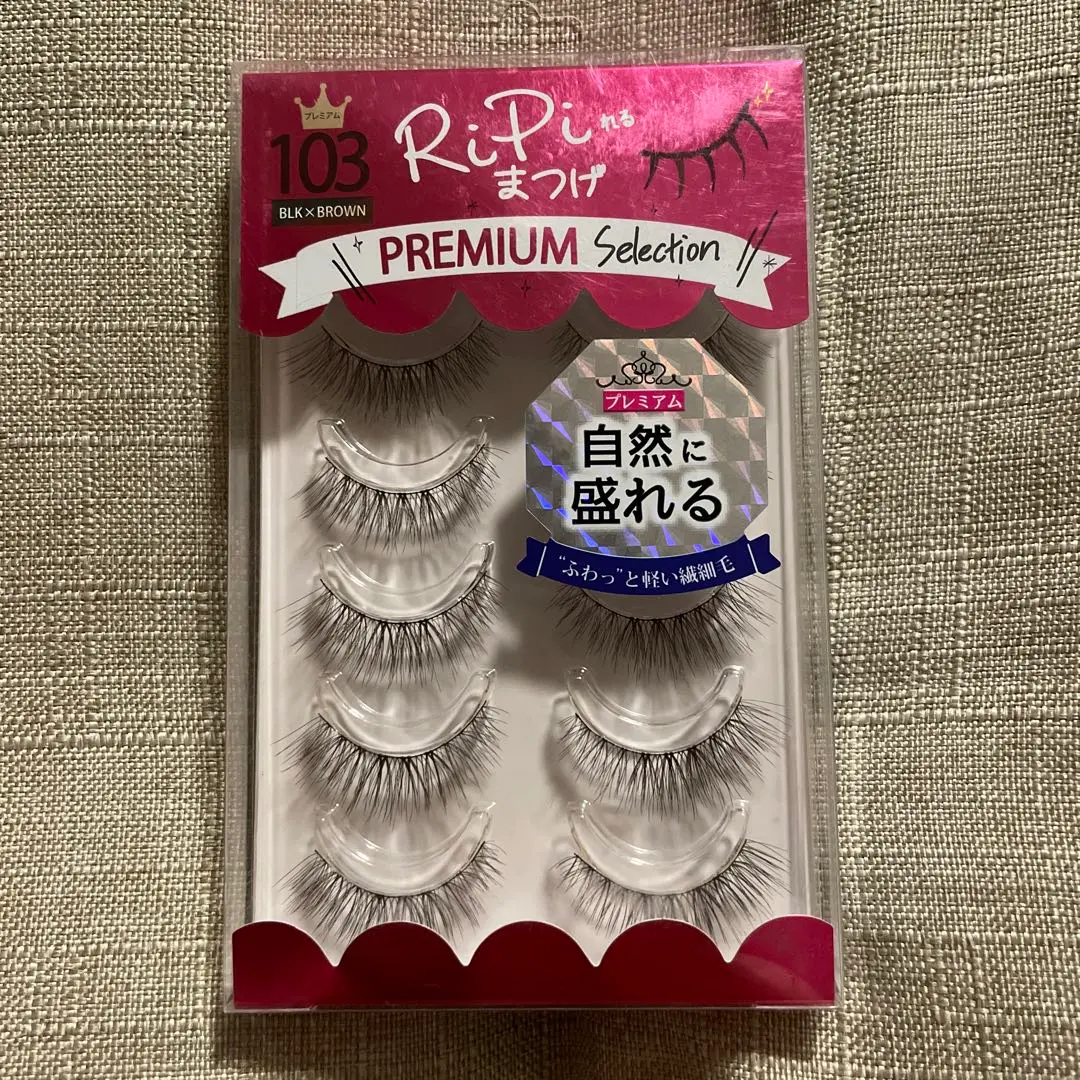 プレミアム
103
BLK×BROWN
RiPiれる
まつげ
PREMIUM Selection
プレミアム
自然に
盛れる
"ふわっ"と軽い繊細毛